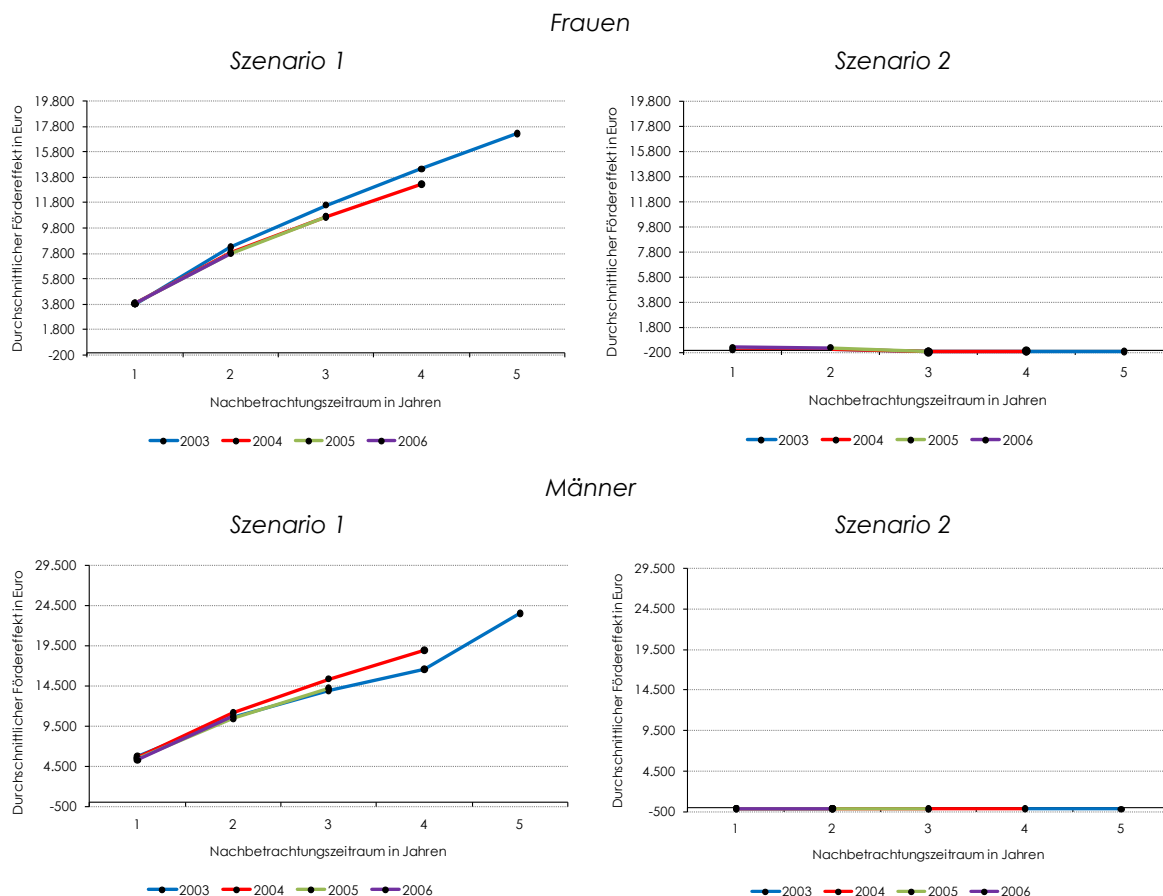 Frauen
Szenario 1
Durchschnittlicher Fördereffekt in Euro
19.800
17.800
15.800
13.800
11.800
9.800
7.800
5.800
3.800
1.800
-200
1 2 3 4 5
Nachbetrachtungszeitraum in Jahren
2003 2004 2005 2006
Szenario 2
Durchschnittlicher Fördereffekt in Euro
19.800
17.800
15.800
13.800
11.800
9.800
7.800
5.800
3.800
1.800
-200
1 2 3 4 5
Nachbetrachtungszeitraum in Jahren
2003 2004 2005 2006
Männer
Szenario 1
Durchschnittlicher Fördereffekt in Euro
29.500
24.500
19.500
14.500
9.500
4.500
-500
1 2 3 4 5
Nachbetrachtungszeitraum in Jahren
2003 2004 2005 2006
Szenario 2
Durchschnittlicher Fördereffekt in Euro
29.500
24.500
19.500
14.500
9.500
4.500
-500
1 2 3 4 5
Nachbetrachtungszeitraum in Jahren
2003 2004 2005 2006